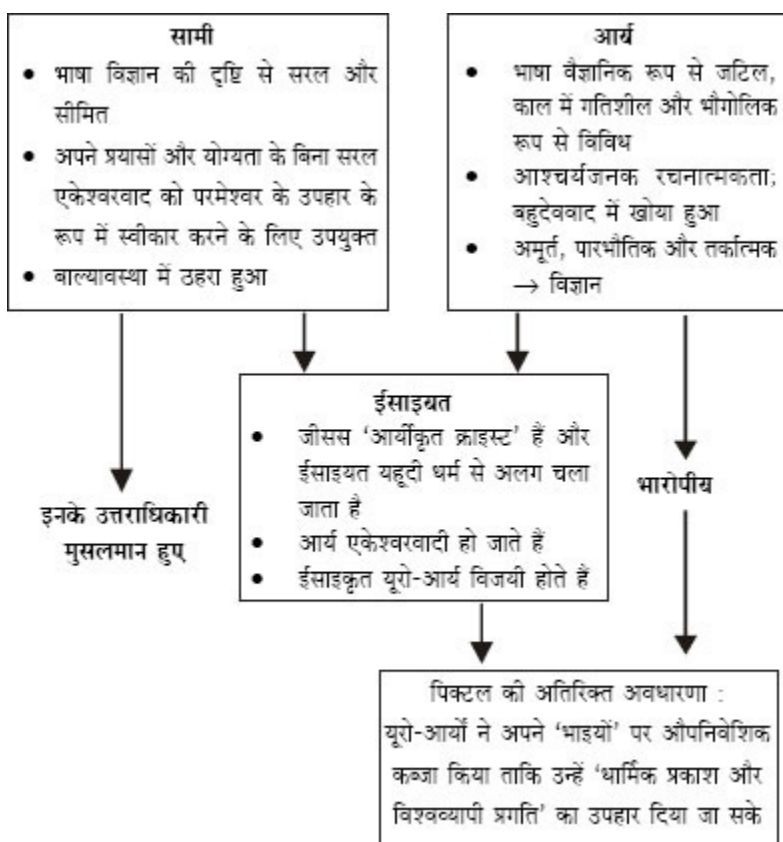 सामी
• भाषा विज्ञान की दृष्टि से सरल और
सीमित
• अपने प्रयासों और योग्यता के बिना सरल
एकेश्वरवाद को परमेश्वर के उपहार के
रूप में स्वीकार करने के लिए उपयुक्त
• बाल्यावस्था में ठहरा हुआ
आर्य
• भाषा वैज्ञानिक रूप से जटिल,
काल में गतिशील और भौगोलिक
रूप से विविध
• आश्चर्यजनक रचनात्मकता;
बहुदेववाद में खोया हुआ
• अमूर्त, पारभौतिक और तर्कात्मक
→ विज्ञान
ईसाइयत
• जीसस ‘आर्यीकृत क्राइस्ट’ हैं और
ईसाइयत यहूदी धर्म से अलग चला
जाता है
• आर्य एकेश्वरवादी हो जाते हैं
• ईसाइकृत यूरो-आर्य विजयी होते हैं
इनके उत्तराधिकारी
मुसलमान हुए
भारोपीय
पिक्टल की अतिरिक्त अवधारणा :
यूरो-आर्यों ने अपने ‘भाइयों’ पर औपनिवेशिक
कब्जा किया ताकि उन्हें ‘धार्मिक प्रकाश और
विश्वव्यापी प्रगति’ का उपहार दिया जा सके